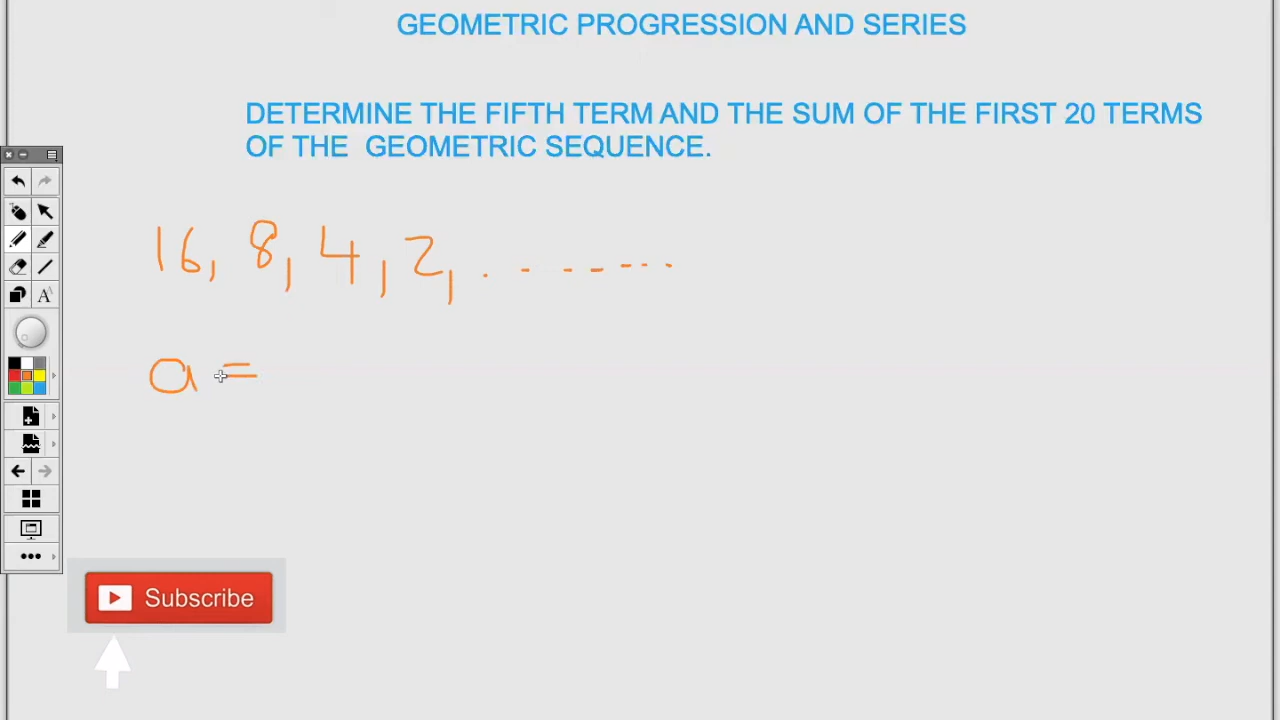 GEOMETRIC PROGRESSION AND SERIES
DETERMINE THE FIFTH TERM AND THE SUM OF THE FIRST 20 TERMS
OF THE GEOMETRIC SEQUENCE.
16, 8, 4, 2, . . . . . . . . .
a =
A
Subscribe